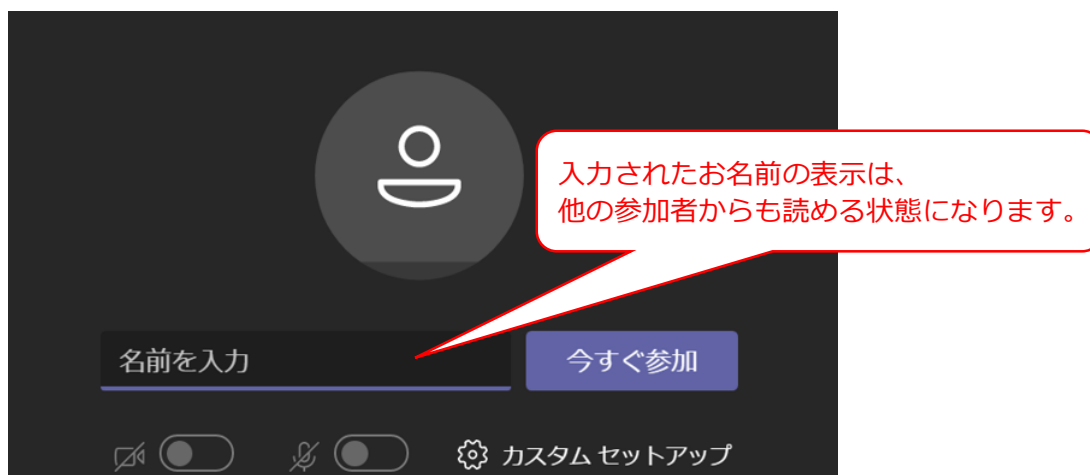 入力されたお名前の表示は、
他の参加者からも読める状態になります。
名前を入力
今すぐ参加
カスタム セットアップ